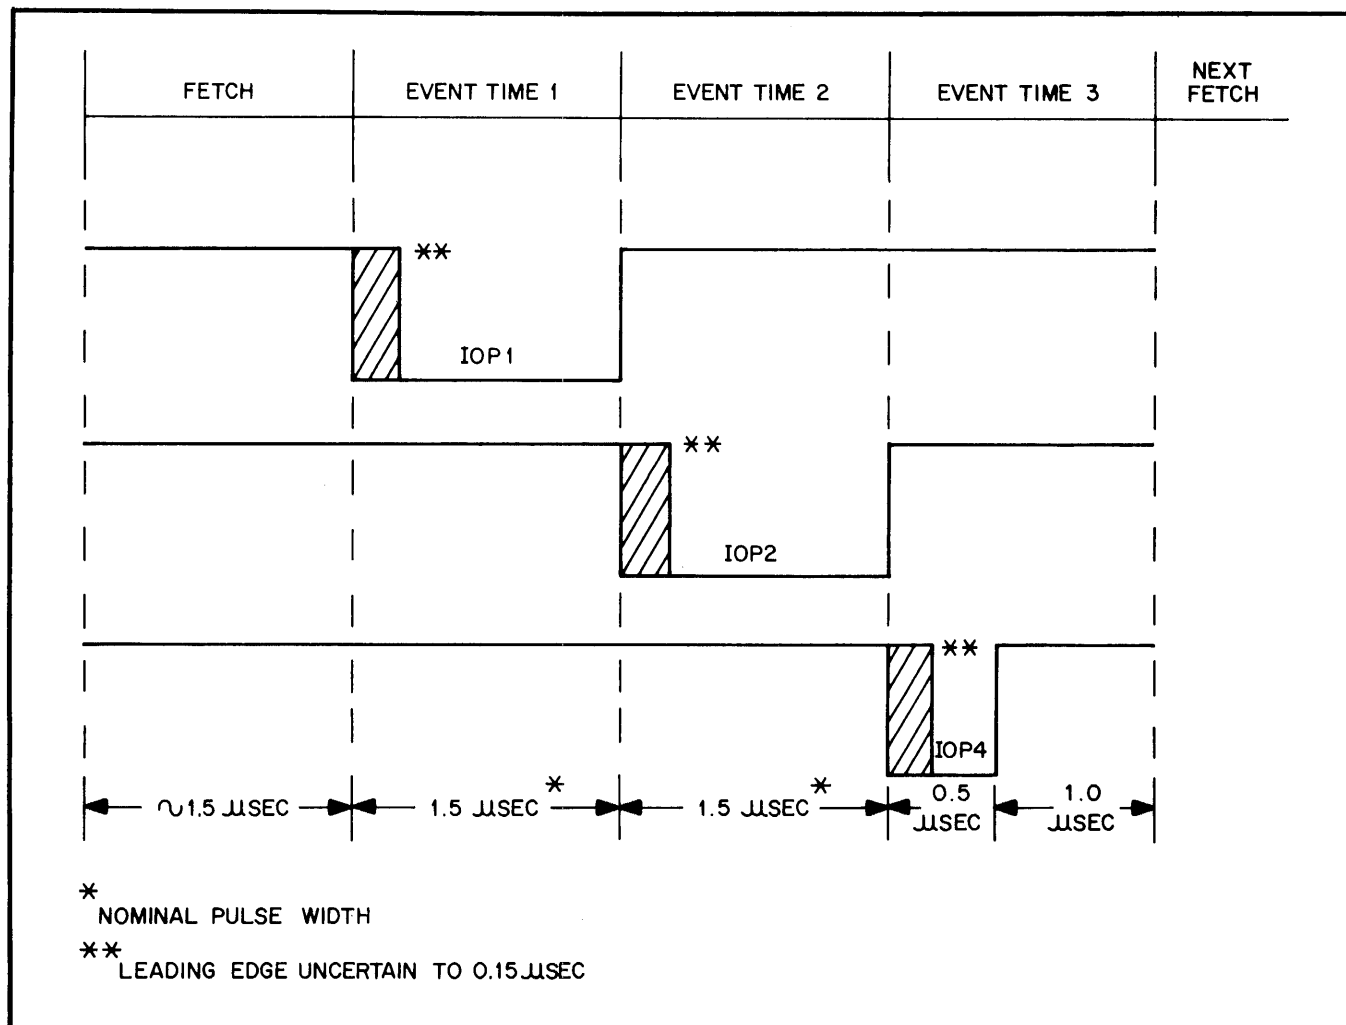 FETCH
EVENT TIME 1
EVENT TIME 2
EVENT TIME 3
NEXT
FETCH
**
IOP1
**
IOP2
**
IOP4
~1.5 µSEC
1.5 µSEC*
1.5 µSEC*
0.5
µSEC
1.0
µSEC
*NOMINAL PULSE WIDTH
**LEADING EDGE UNCERTAIN TO 0.15µSEC